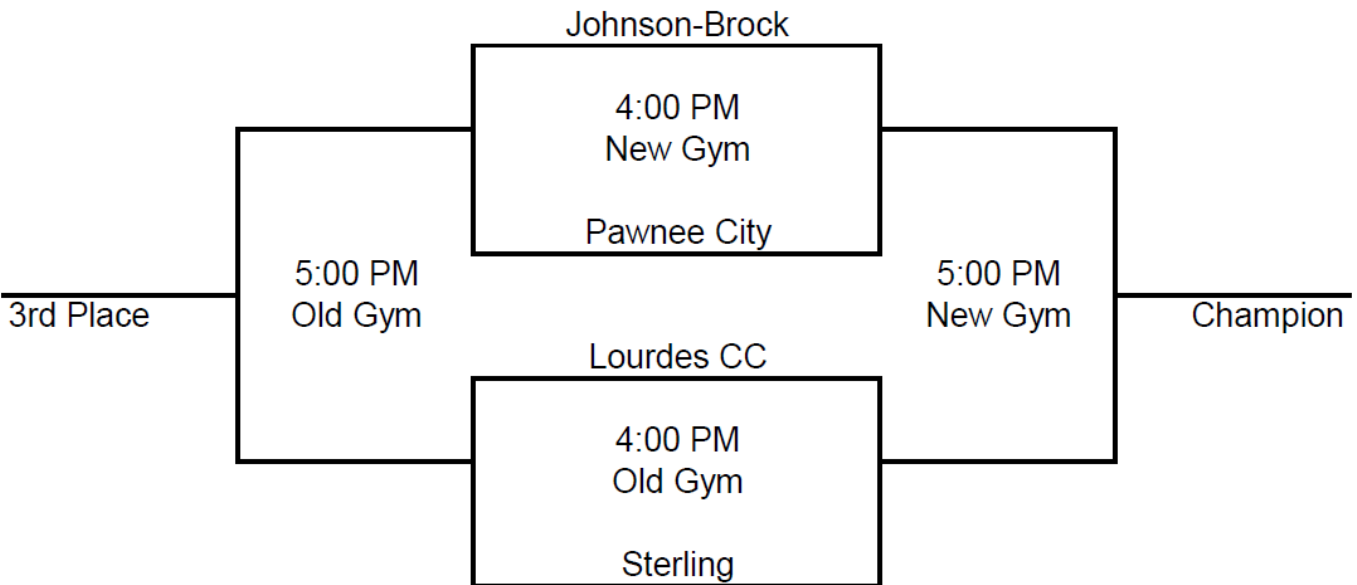 Johnson-Brock
4:00 PM
New Gym
Pawnee City
5:00 PM
Old Gym
3rd Place
5:00 PM
New Gym
Champion
Lourdes CC
4:00 PM
Old Gym
Sterling